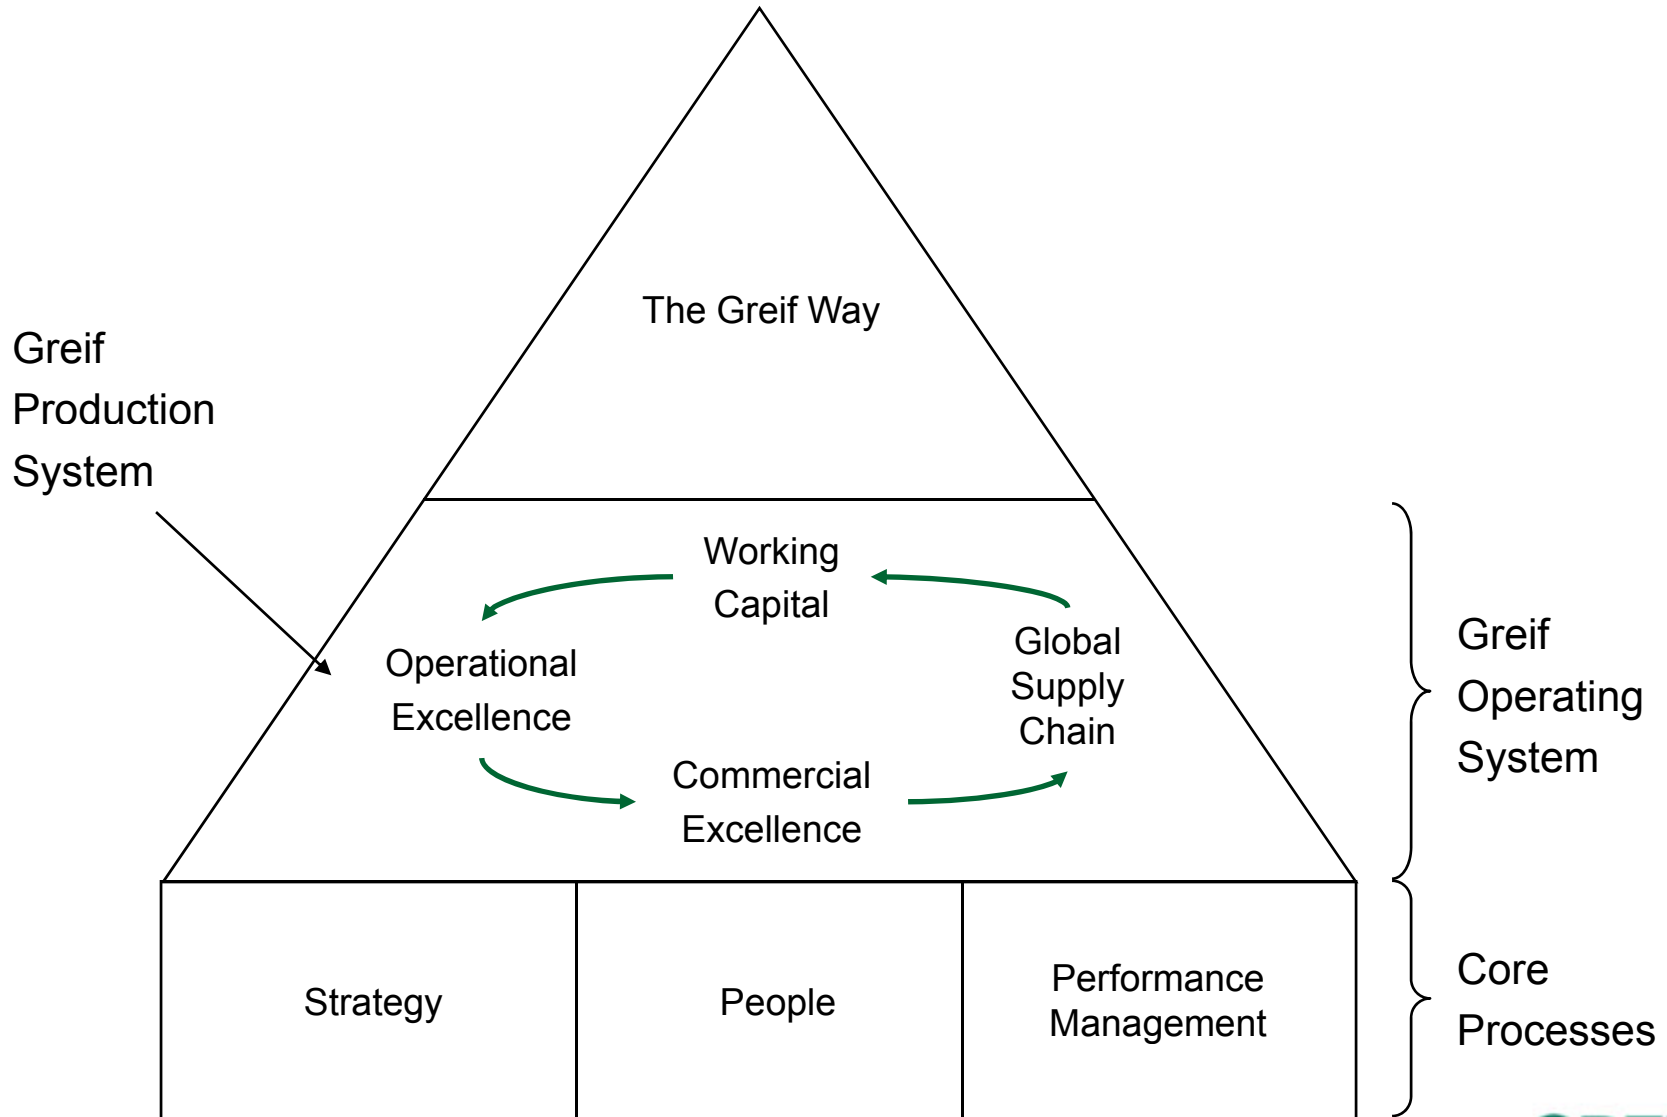 The Greif Way
Greif
Production
System
Working
Capital
Operational
Excellence
Global
Supply
Chain
Commercial
Excellence
Greif
Operating
System
Strategy
People
Performance
Management
Core
Processes